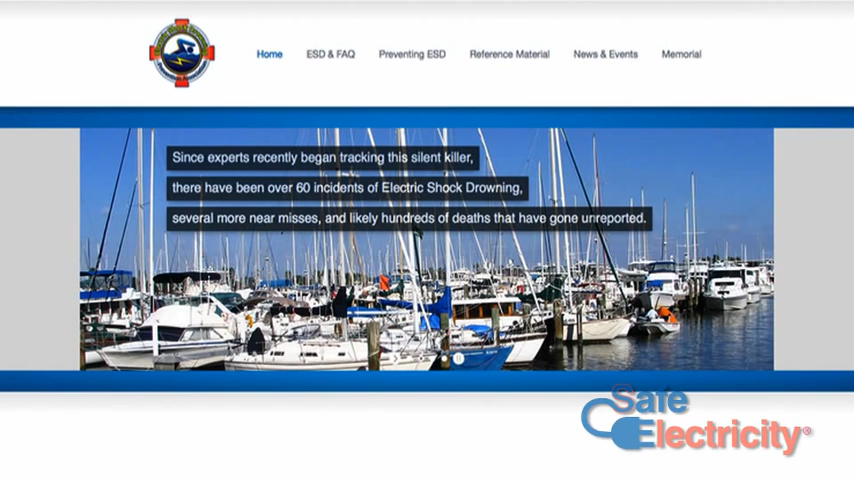 Home ESD & FAQ Preventing ESD Reference Material News & Events Memorial
Since experts recently began tracking this silent killer,
there have been over 60 incidents of Electric Shock Drowning,
several more near misses, and likely hundreds of deaths that have gone unreported.
Safe
Electricity®